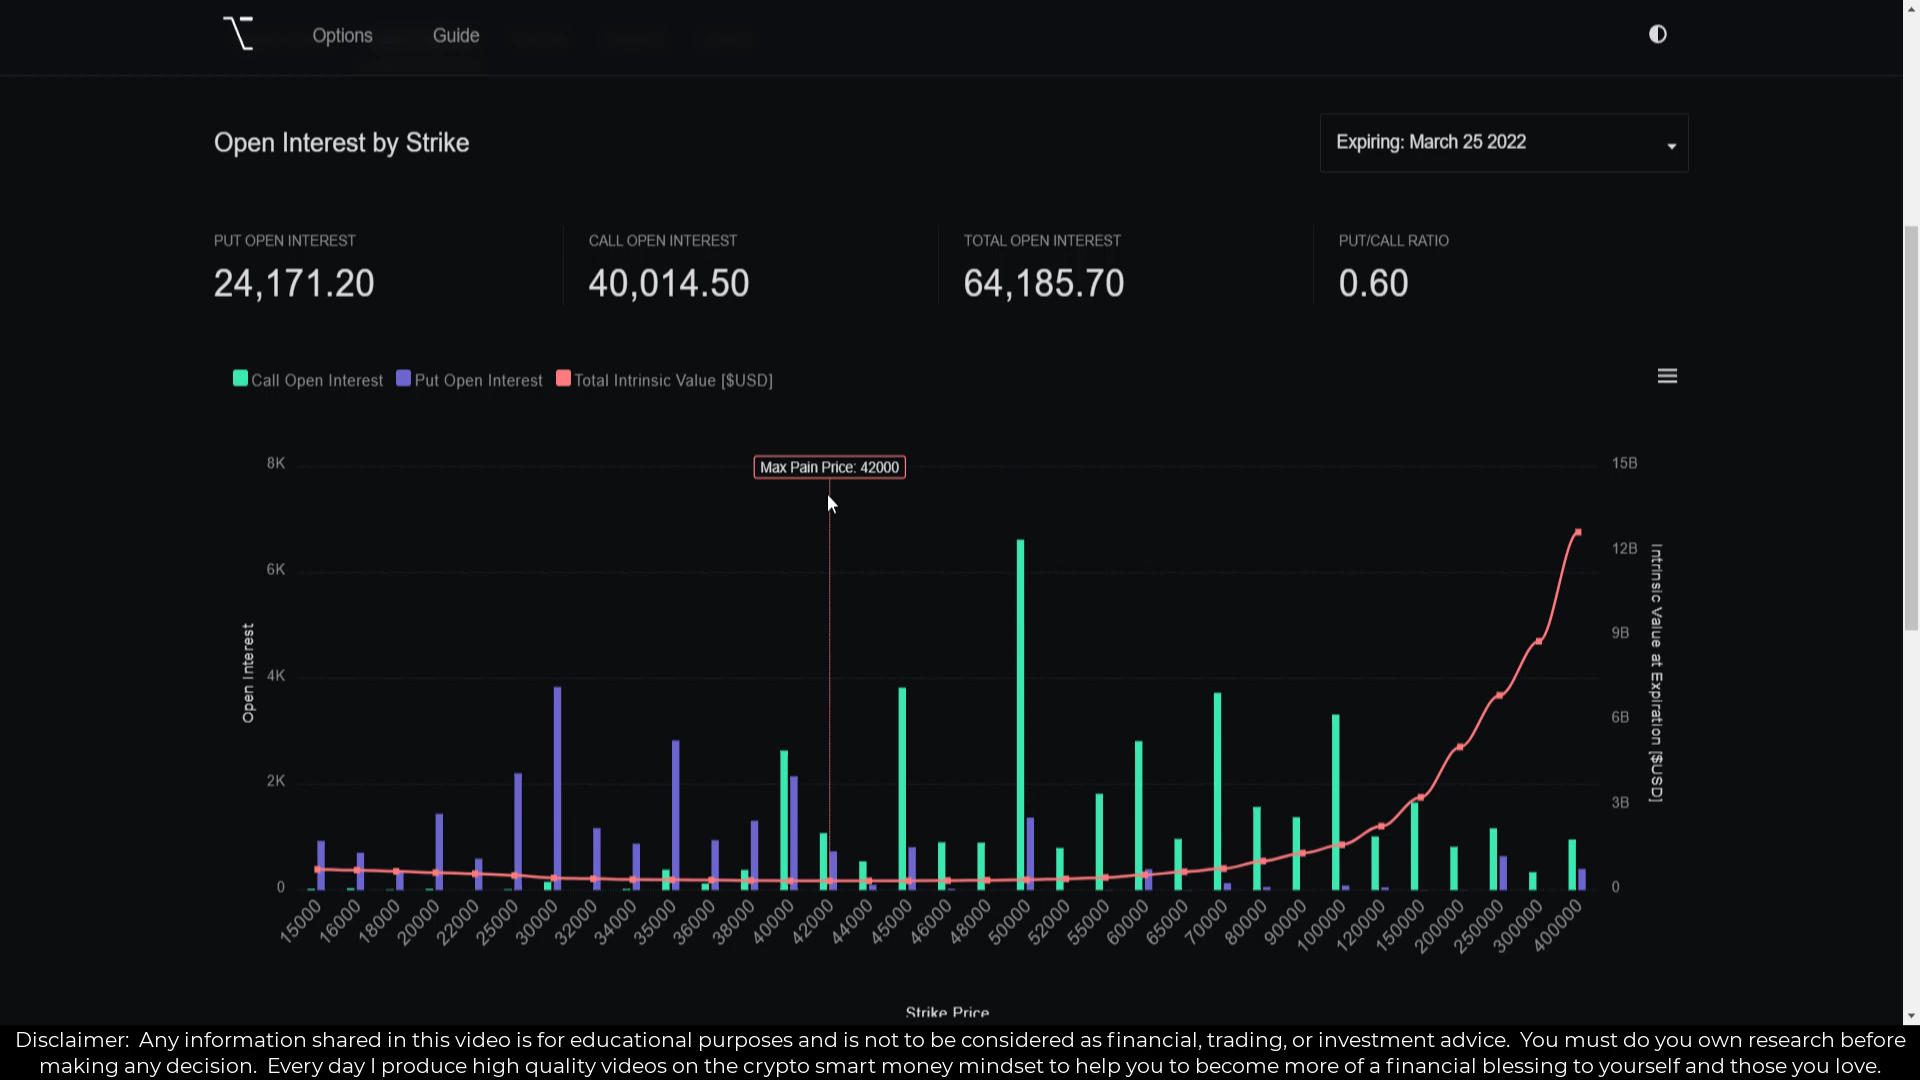 Options Guide
Open Interest by Strike
Expiring: March 25 2022
PUT OPEN INTEREST CALL OPEN INTEREST TOTAL OPEN INTEREST PUT/CALL RATIO
24,171.20 40,014.50 64,185.70 0.60
Call Open Interest Put Open Interest Total Intrinsic Value [$USD]
Max Pain Price: 42000
8K
6K
4K
2K
0
Open Interest
15B
12B
9B
6B
3B
0
Intrinsic Value at Expiration [$USD]
15000 16000 18000 20000 22000 25000 30000 32000 34000 35000 36000 38000 40000 42000 44000 45000 46000 48000 50000 52000 55000 60000 65000 70000 80000 90000 100000 120000 150000 200000 250000 300000 400000
Strike Price
Disclaimer: Any information shared in this video is for educational purposes and is not to be considered as financial, trading, or investment advice. You must do you own research before
making any decision. Every day I produce high quality videos on the crypto smart money mindset to help you to become more of a financial blessing to yourself and those you love.